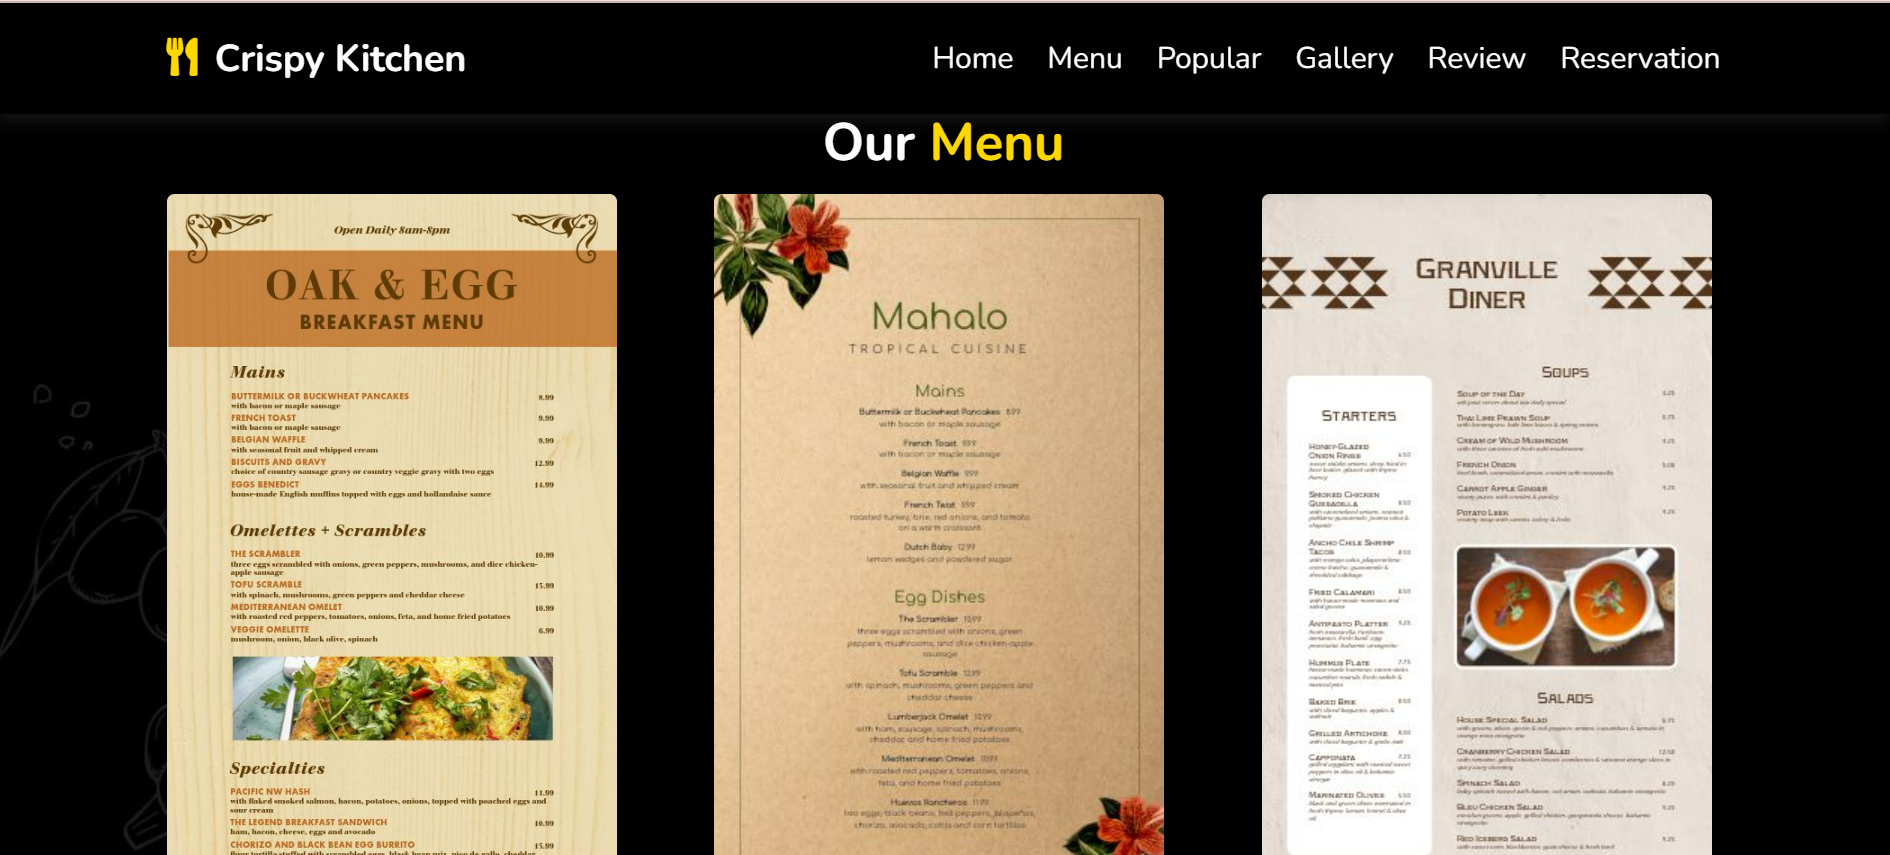 Crispy Kitchen
Home Menu Popular Gallery Review Reservation
Our Menu
Open Daily 8am-8pm
OAK & EGG
BREAKFAST MENU
Mains
BUTTERMILK OR BUCKWHEAT PANCAKES 8.99
with bacon or maple sausage
FRENCH TOAST 9.99
with bacon or maple sausage
BELGIAN WAFFLE 9.99
with seasonal fruit and whipped cream
BISCUITS AND GRAVY 12.99
choice of country sausage gravy or country veggie gravy with two eggs
EGGS BENEDICT 14.99
house-made English muffins topped with eggs and hollandaise sauce
Omelettes + Scrambles
THE SCRAMBLER 10.99
three eggs scrambled with onions, green peppers, mushrooms, and dice chicken-
apple sausage
TOFU SCRAMBLE 15.99
with spinach, mushrooms, green peppers and cheddar cheese
MEDITERRANEAN OMELET 10.99
with roasted red peppers, tomatoes, onions, feta, and home fried potatoes
VEGGIE OMELETTE 6.99
mushroom, onion, black olive, spinach
Specialties
PACIFIC NW HASH 11.99
with flaked smoked salmon, bacon, potatoes, onions, topped with poached eggs and
sour cream
THE LEGEND BREAKFAST SANDWICH 10.99
ham, bacon, cheese, eggs and avocado
CHORIZO AND BLACK BEAN EGG BURRITO 15.99
flour tortilla stuffed with scrambled eggs, black bean mix, pico de gallo, cheddar
Mahalo
TROPICAL CUISINE
Mains
Buttermilk or Buckwheat Pancakes 8.99
with bacon or maple sausage
French Toast 9.99
with bacon or maple sausage
Belgian Waffle 9.99
with seasonal fruit and whipped cream
French Twist 9.99
roasted turkey, brie, red onions, and tomato
on a warm croissant
Dutch Baby 12.99
lemon wedges and powdered sugar
Egg Dishes
The Scrambler 10.99
three eggs scrambled with onions, green
peppers, mushrooms, and dice chicken-apple
sausage
Tofu Scramble 12.99
with spinach, mushrooms, green peppers and
cheddar cheese
Lumberjack Omelet 12.99
with ham, sausage, spinach, mushrooms,
cheddar, and home fried potatoes
Mediterranean Omelet 10.99
with roasted red peppers, tomatoes, onions,
feta, and home fried potatoes
Huevos Rancheros 11.99
two eggs, black beans, bell peppers, jalapeños,
chorizo, avocado, cotija and corn tortillas
GRANVILLE
DINER
STARTERS
HONEY-GLAZED
ONION RINGS
SMOKED CHICKEN
QUESADILLA
ANCHO CHILE SHRIMP
TACOS
FRIED CALAMARI
ANTIPASTO PLATTER
HUMMUS PLATE
BAKED BRIE
GRILLED ARTICHOKE
CAPPONATA
MARINATED OLIVES
SOUPS
SOUP OF THE DAY
THAI LIME PRAWN SOUP
CREAM OF WILD MUSHROOM
FRENCH ONION
CARROT APPLE GINGER
POTATO LEEK
SALADS
HOUSE SPECIAL SALAD
CRANBERRY CHICKEN SALAD
SPINACH SALAD
BLEU CHICKEN SALAD
RED ICEBERG SALAD